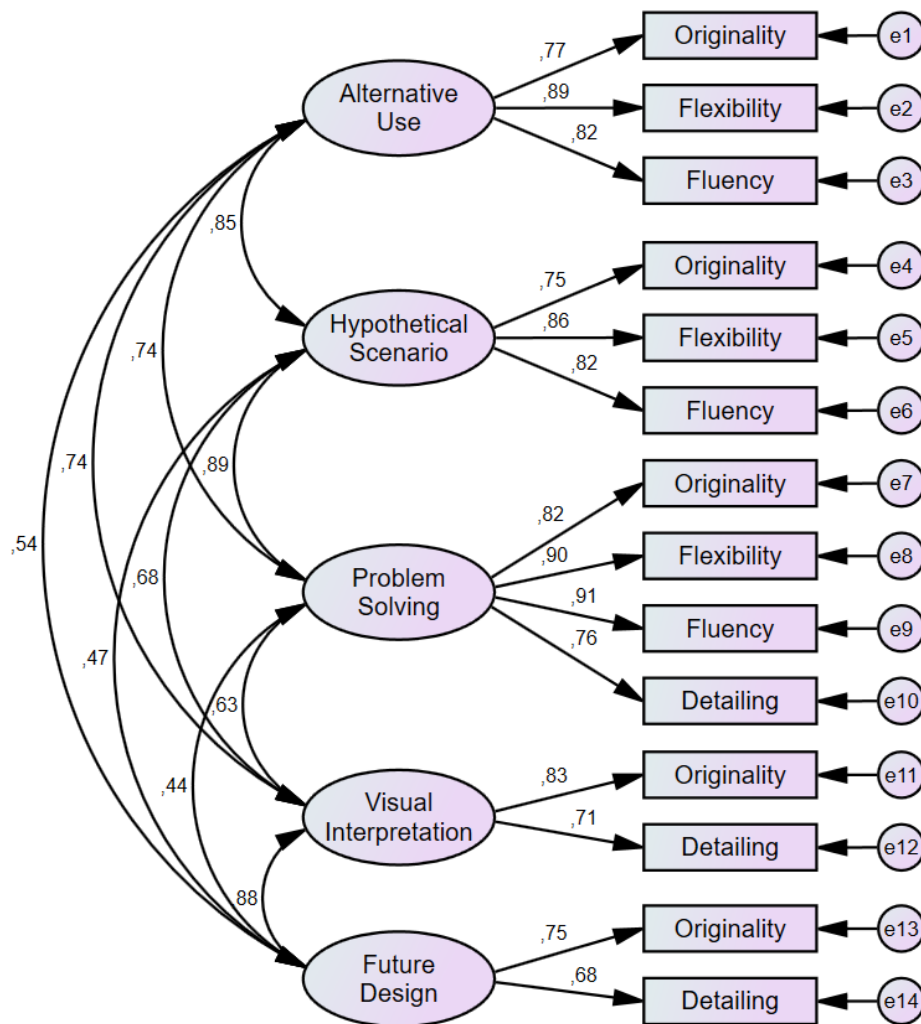 Originality
e1
,77
Alternative
Use
,89
Flexibility
e2
,82
Fluency
e3
,85
Originality
e4
,75
Hypothetical
Scenario
,86
Flexibility
e5
,74
,82
Fluency
e6
,74
,89
Originality
e7
,82
,54
,68
Problem
Solving
,90
Flexibility
e8
,91
Fluency
e9
,47
,76
Detailing
e10
,63
Originality
e11
,44
,83
Visual
Interpretation
,71
Detailing
e12
,88
Originality
e13
,75
Future
Design
,68
Detailing
e14